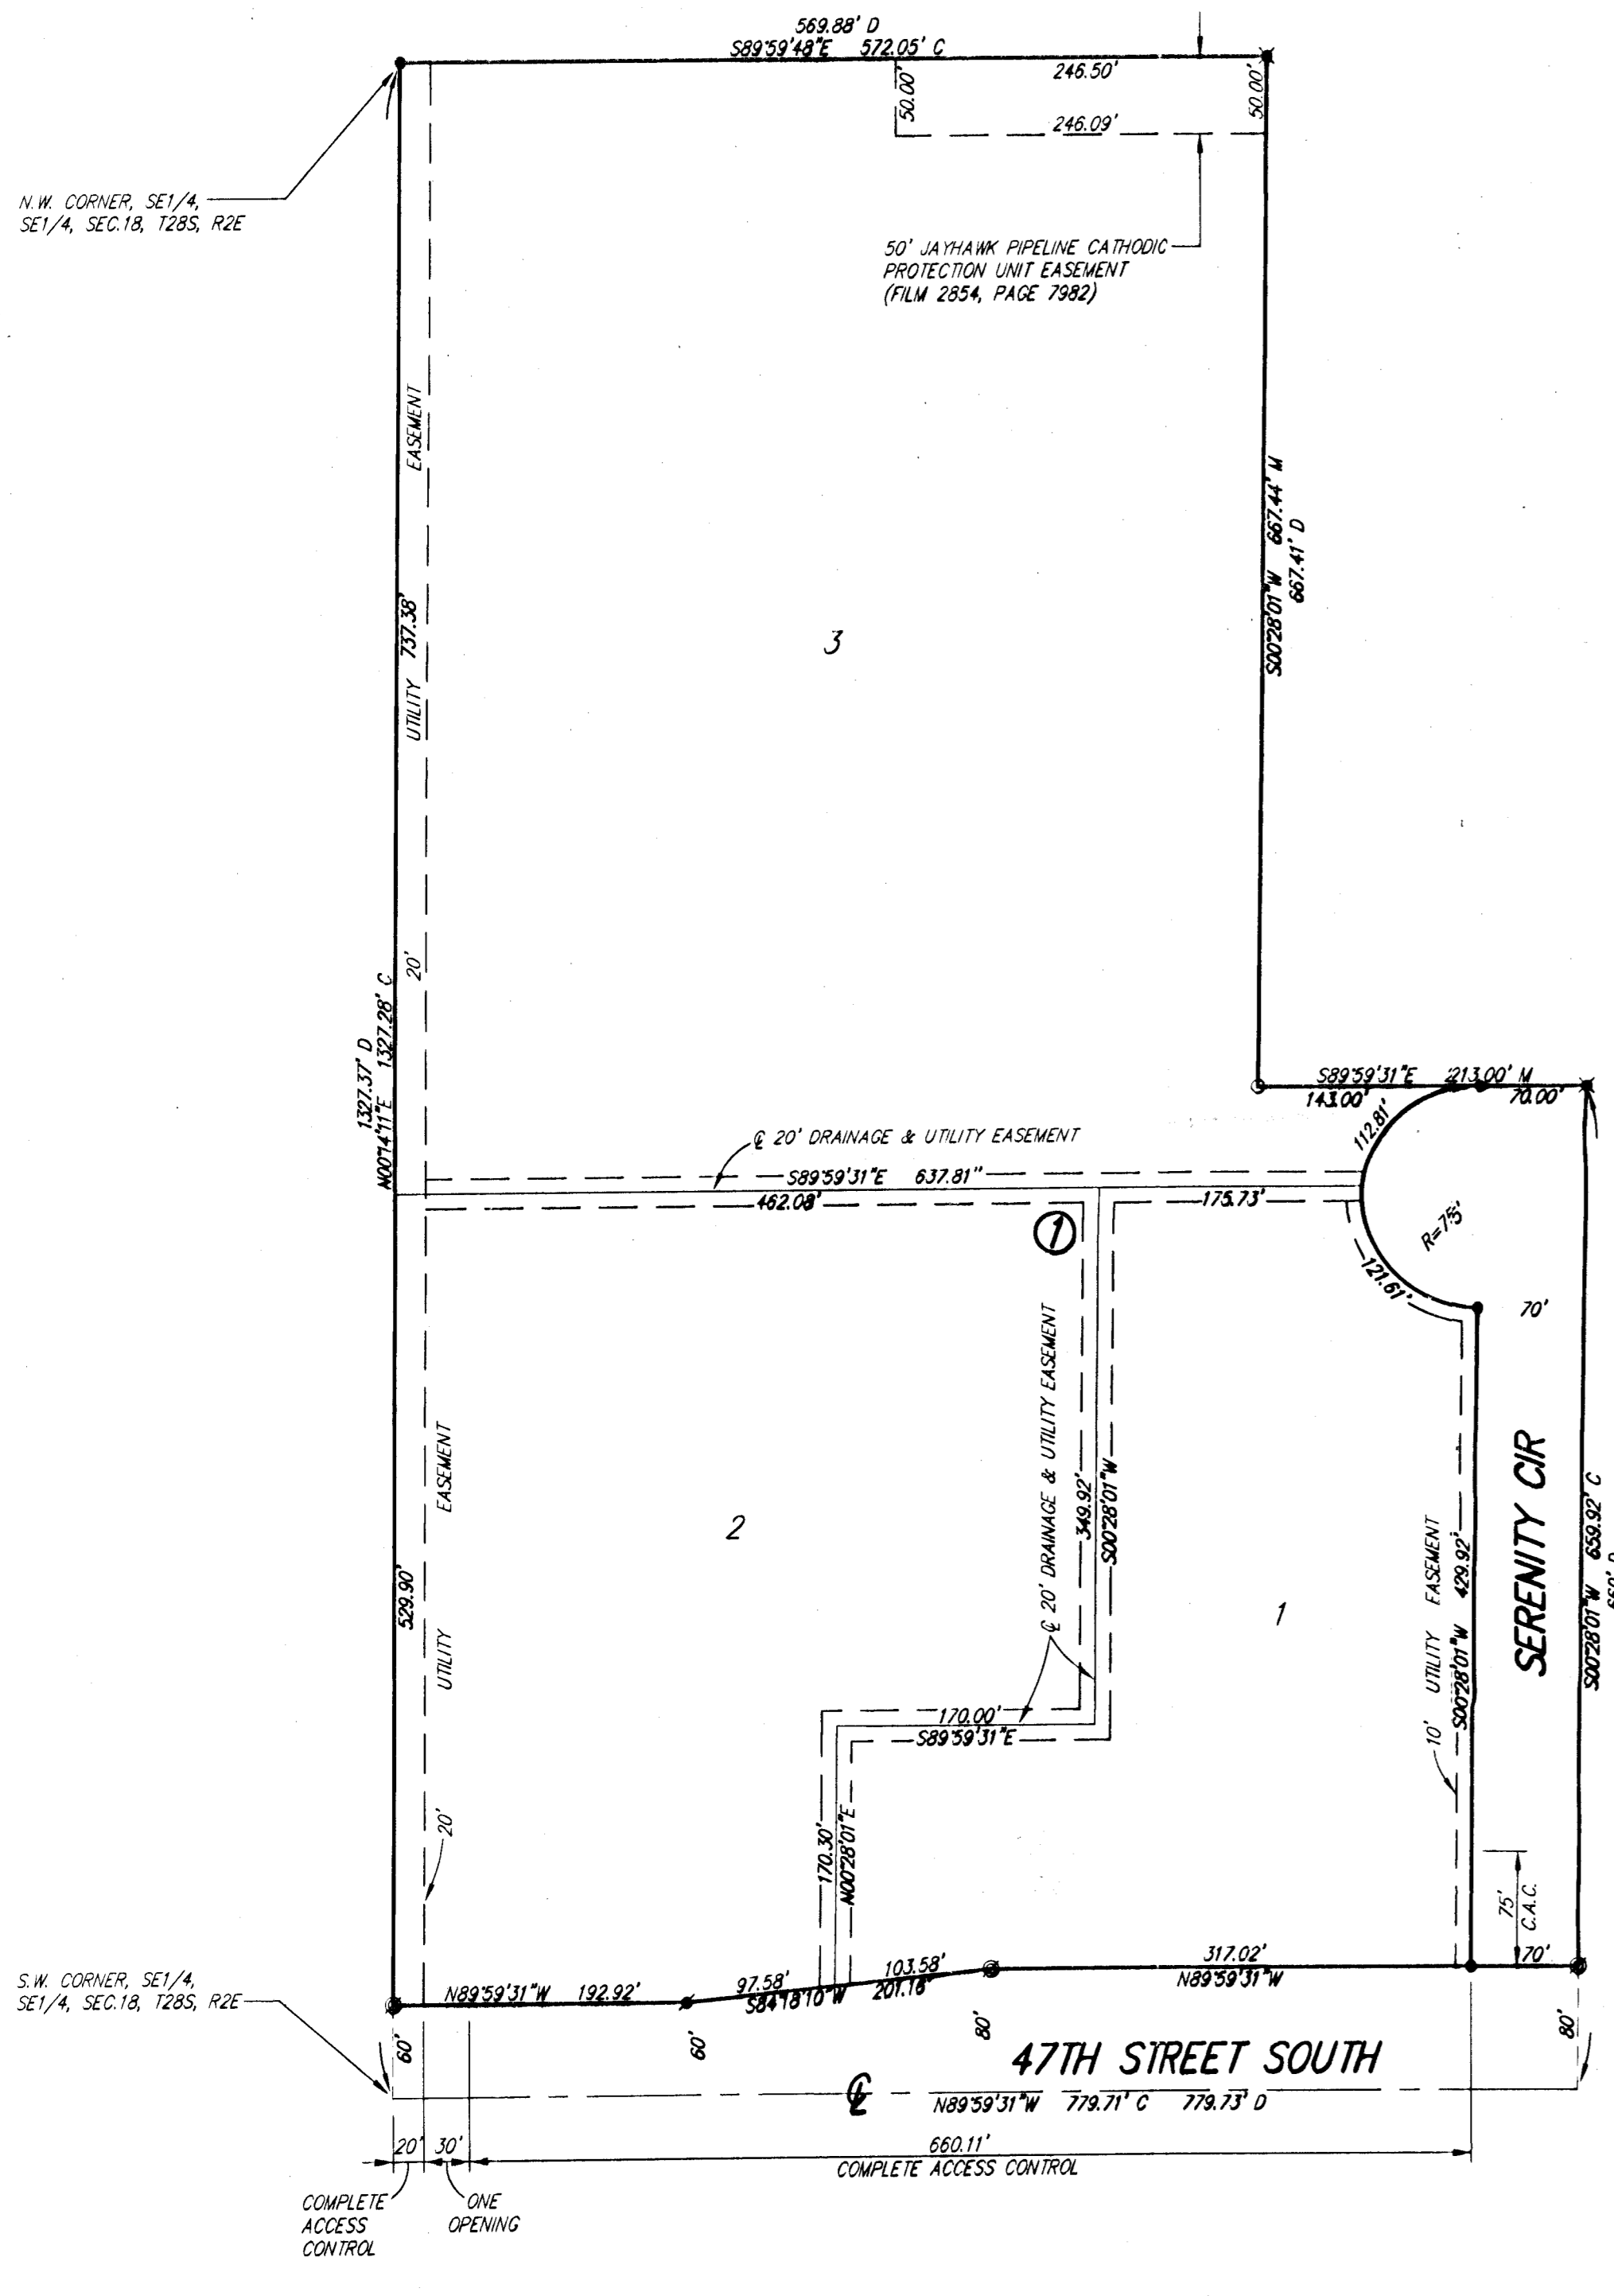 569.88' D
S89°59'48"E 572.05' C
246.50'
50.00'
50.00'
246.09'
N.W. CORNER, SE1/4,
SE1/4, SEC.18, T28S, R2E
50' JAYHAWK PIPELINE CATHODIC
PROTECTION UNIT EASEMENT
(FILM 2854, PAGE 7982)
EASEMENT
737.38'
UTILITY
20'
3
S00°28'01"W 667.44' M
667.41' D
1327.37' D
N00°14'11"E 1327.28' C
S89°59'31"E 213.00' M
143.00'
70.00'
112.81'
℄ 20' DRAINAGE & UTILITY EASEMENT
S89°59'31"E 637.81"
462.08'
175.73'
1
R=75'
121.61'
70'
℄ 20' DRAINAGE & UTILITY EASEMENT
349.92'
S00°28'01"W
EASEMENT
UTILITY
529.90'
20'
2
1
10' UTILITY EASEMENT
S00°28'01"W 429.92'
SERENITY CIR
S00°28'01"W 659.92' C
660' D
170.00'
S89°59'31"E
170.30'
N00°28'01"E
75'
C.A.C.
S.W. CORNER, SE1/4,
SE1/4, SEC.18, T28S, R2E
N89°59'31"W 192.92'
97.58'
103.58'
S84°18'10"W 201.16'
317.02'
N89°59'31"W
70'
60'
60'
80'
80'
47TH STREET SOUTH
℄
N89°59'31"W 779.71' C 779.73' D
20'
30'
660.11'
COMPLETE ACCESS CONTROL
COMPLETE
ACCESS
CONTROL
ONE
OPENING